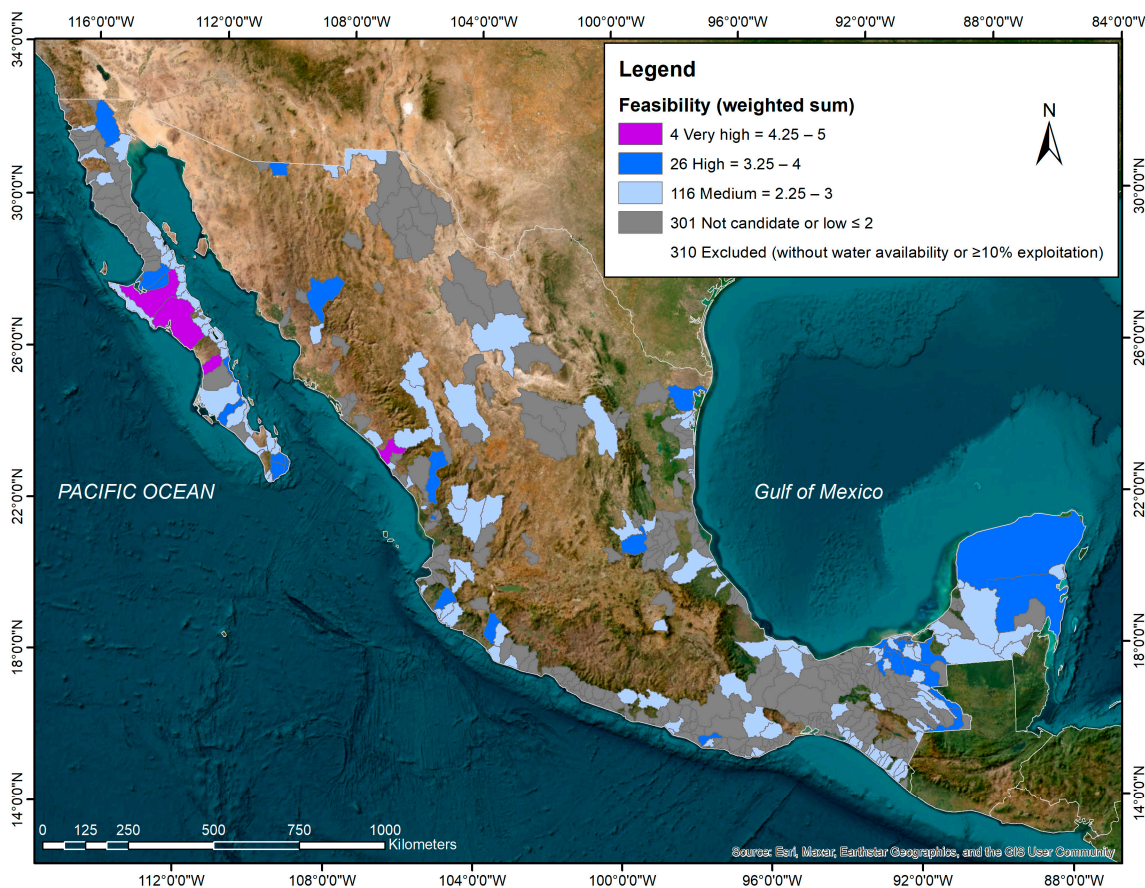 116°0'0"W 112°0'0"W 108°0'0"W 104°0'0"W 100°0'0"W 96°0'0"W 92°0'0"W 88°0'0"W 84°0'0"W
34°0'0"N
30°0'0"N
26°0'0"N
22°0'0"N
18°0'0"N
14°0'0"N
Legend
Feasibility (weighted sum)
4 Very high = 4.25 – 5
26 High = 3.25 – 4
116 Medium = 2.25 – 3
301 Not candidate or low ≤ 2
310 Excluded (without water availability or ≥10% exploitation)
N
PACIFIC OCEAN
Gulf of Mexico
30°0'0"N
26°0'0"N
22°0'0"N
18°0'0"N
14°0'0"N
0 125 250 500 750 1000
Kilometers
Source: Esri, Maxar, Earthstar Geographics, and the GIS User Community
112°0'0"W 108°0'0"W 104°0'0"W 100°0'0"W 96°0'0"W 92°0'0"W 88°0'0"W